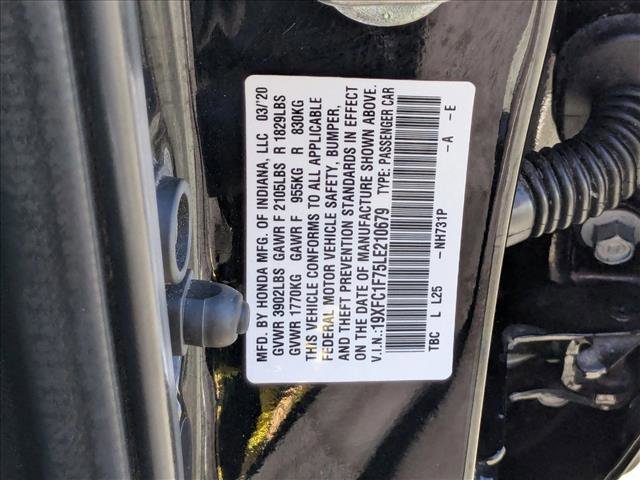 MFD. BY HONDA MFG. OF INDIANA, LLC 03/'20
GVWR 3902LBS GAWR F 2105LBS R 1829LBS
GVWR 1770KG GAWR F 955KG R 830KG
THIS VEHICLE CONFORMS TO ALL APPLICABLE
FEDERAL MOTOR VEHICLE SAFETY, BUMPER,
AND THEFT PREVENTION STANDARDS IN EFFECT
ON THE DATE OF MANUFACTURE SHOWN ABOVE.
V.I.N.:19XFC1F75LE210679 TYPE: PASSENGER CAR
TBC L L25 -NH731P -A -E